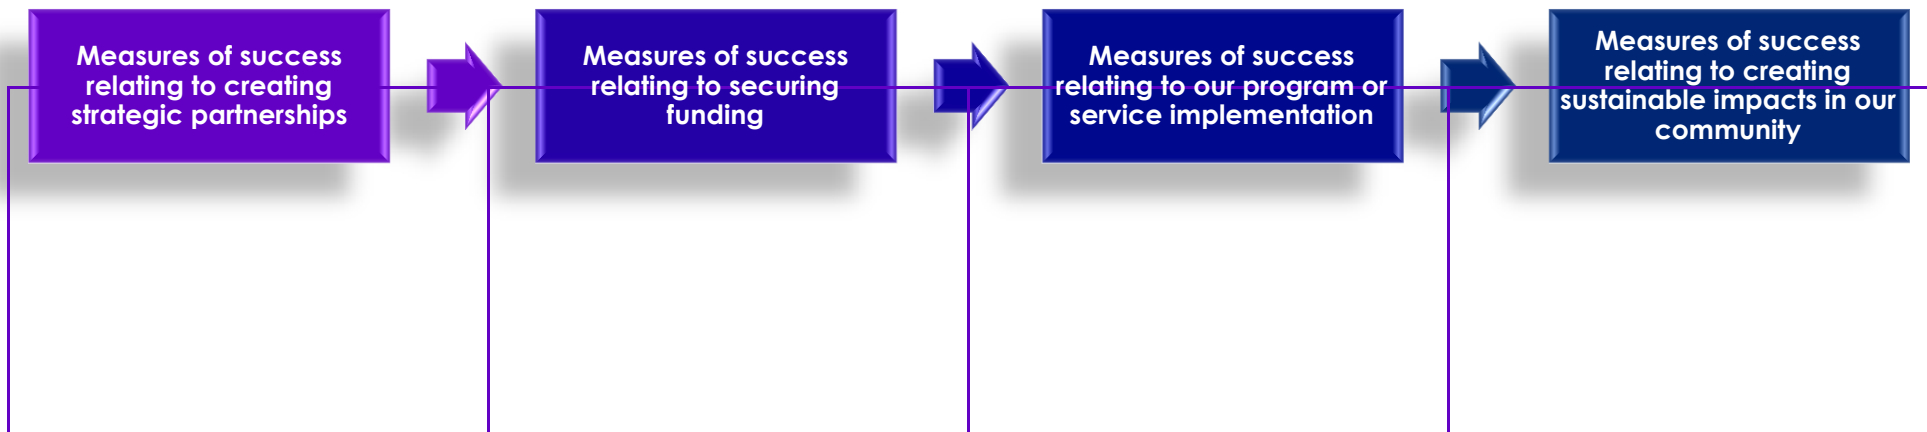 Measures of success
relating to creating
strategic partnerships
Measures of success
relating to securing
funding
Measures of success
relating to our program or
service implementation
Measures of success
relating to creating
sustainable impacts in our
community